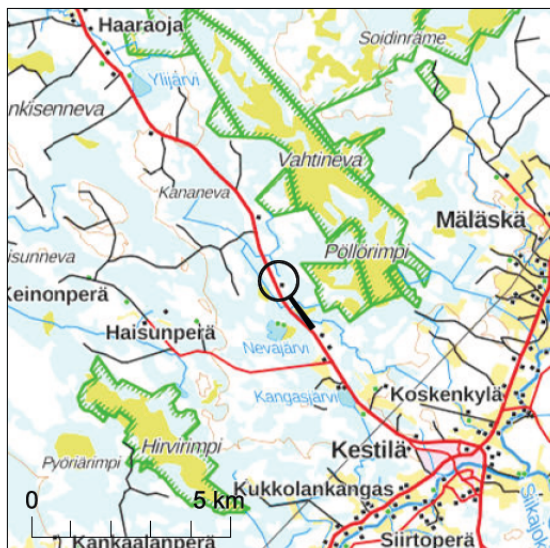 Haaraoja
Soidinräme
Ylijärvi
nkisenneva
Vahtineva
Kananeva
Mäläskä
isunneva
Pöllörimpi
Keinonperä
Haisunperä
Nevajärvi
Kangasjärvi
Koskenkylä
Hirvirimpi
Kestilä
Pyöriärimpi
0
5 km
Kukkolankangas
Siikajok
Kankaalanperä
Siirtoperä